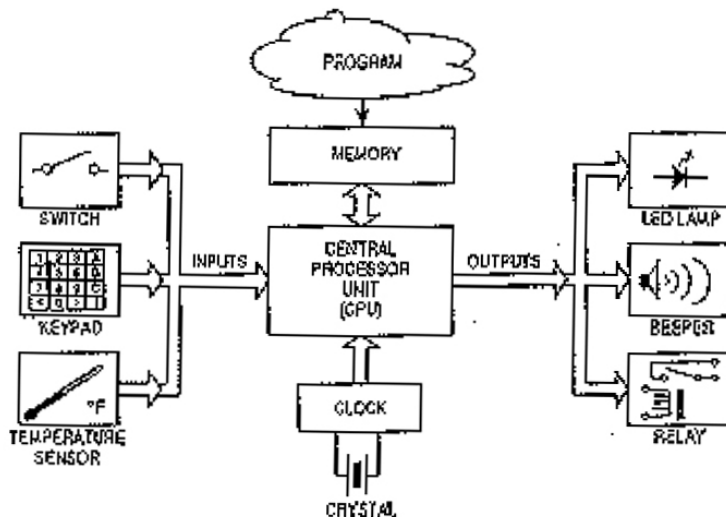 PROGRAM
MEMORY
SWITCH
LED LAMP
INPUTS
CENTRAL
PROCESSOR
UNIT
(CPU)
OUTPUTS
KEYPAD
BEEPER
°F
CLOCK
TEMPERATURE
SENSOR
RELAY
CRYSTAL